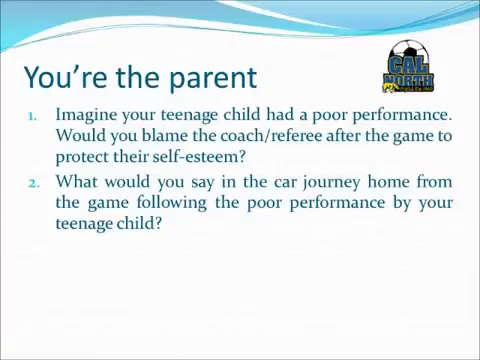 You're the parent
CAL
NORTH
1. Imagine your teenage child had a poor performance.
Would you blame the coach/referee after the game to
protect their self-esteem?
2. What would you say in the car journey home from
the game following the poor performance by your
teenage child?